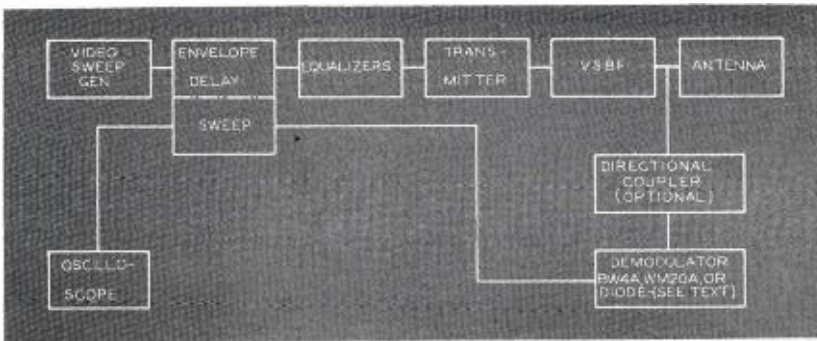 VIDEO
SWEEP
GEN
ENVELOPE
DELAY
SWEEP
EQUALIZERS
TRANS-
MITTER
VSBF
ANTENNA
DIRECTIONAL
COUPLER
(OPTIONAL)
OSCILLO-
SCOPE
DEMODULATOR
BW4A,WM20A,OR
DIODE-(SEE TEXT)